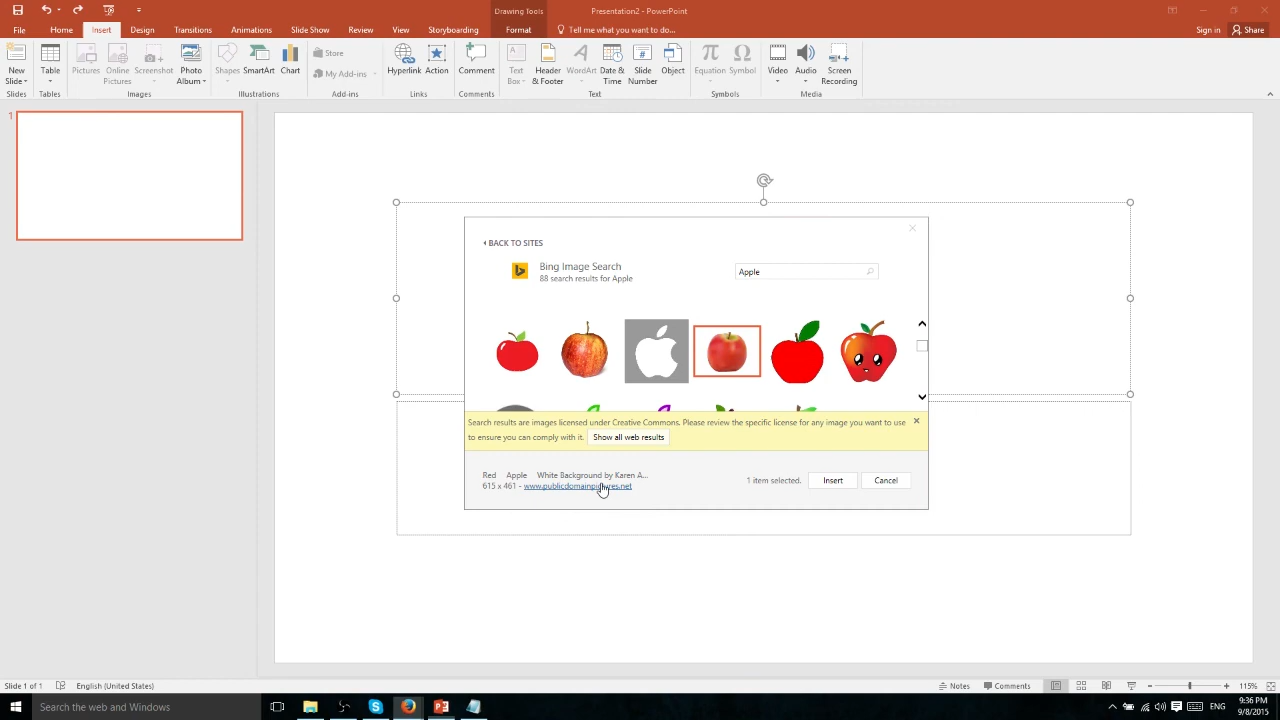 Drawing Tools
Presentation2 - PowerPoint
File Home Insert Design Transitions Animations Slide Show Review View Storyboarding Format Tell me what you want to do... Sign in Share
New Slide
Table
Pictures
Online Pictures
Screenshot
Photo Album
Shapes
SmartArt
Chart
Store
My Add-ins
Hyperlink
Action
Comment
Text Box
Header & Footer
WordArt
Date & Time
Slide Number
Object
Equation
Symbol
Video
Audio
Screen Recording
Slides Tables Images Illustrations Add-ins Links Comments Text Symbols Media
1
BACK TO SITES
Bing Image Search
88 search results for Apple
Apple
Search results are images licensed under Creative Commons. Please review the specific license for any image you want to use
to ensure you can comply with it. Show all web results
Red Apple White Background by Karen A...
615 x 461 - www.publicdomainpictures.net
1 item selected. Insert Cancel
Slide 1 of 1 English (United States) Notes Comments 115%
Search the web and Windows
ENG
9:36 PM
9/8/2015